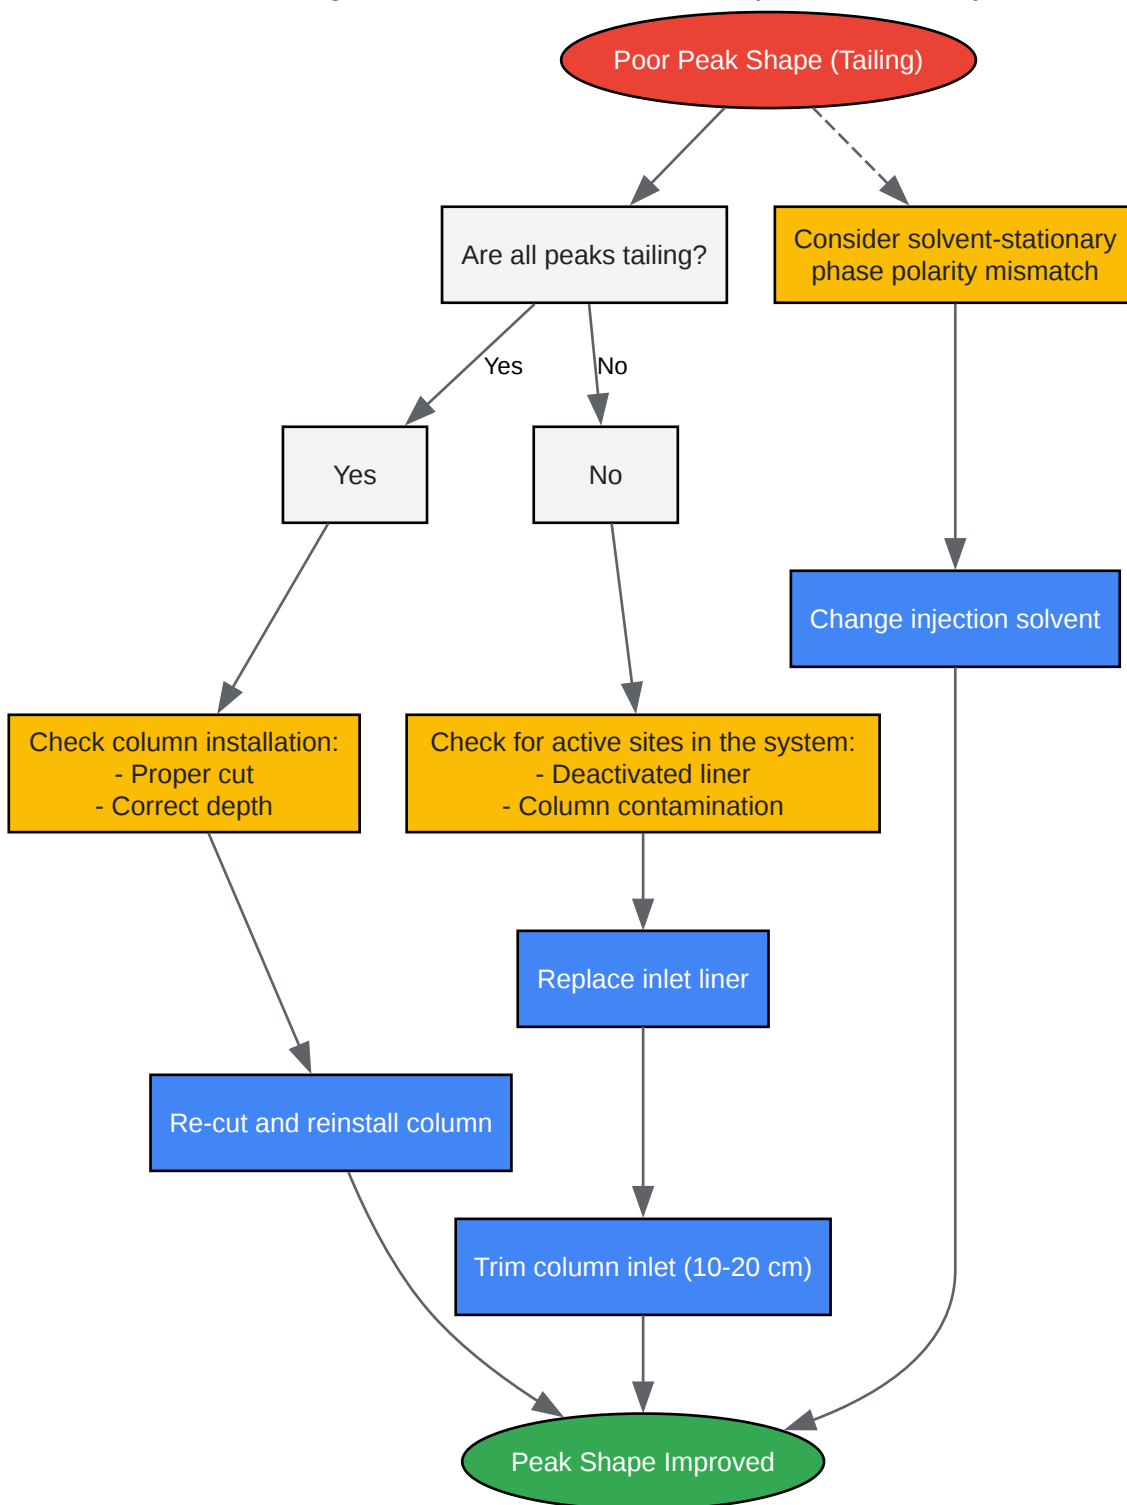 Poor Peak Shape (Tailing)
Are all peaks tailing?
Consider solvent-stationary
phase polarity mismatch
Yes
No
Yes
No
Change injection solvent
Check column installation:
- Proper cut
- Correct depth
Check for active sites in the system:
- Deactivated liner
- Column contamination
Replace inlet liner
Re-cut and reinstall column
Trim column inlet (10-20 cm)
Peak Shape Improved